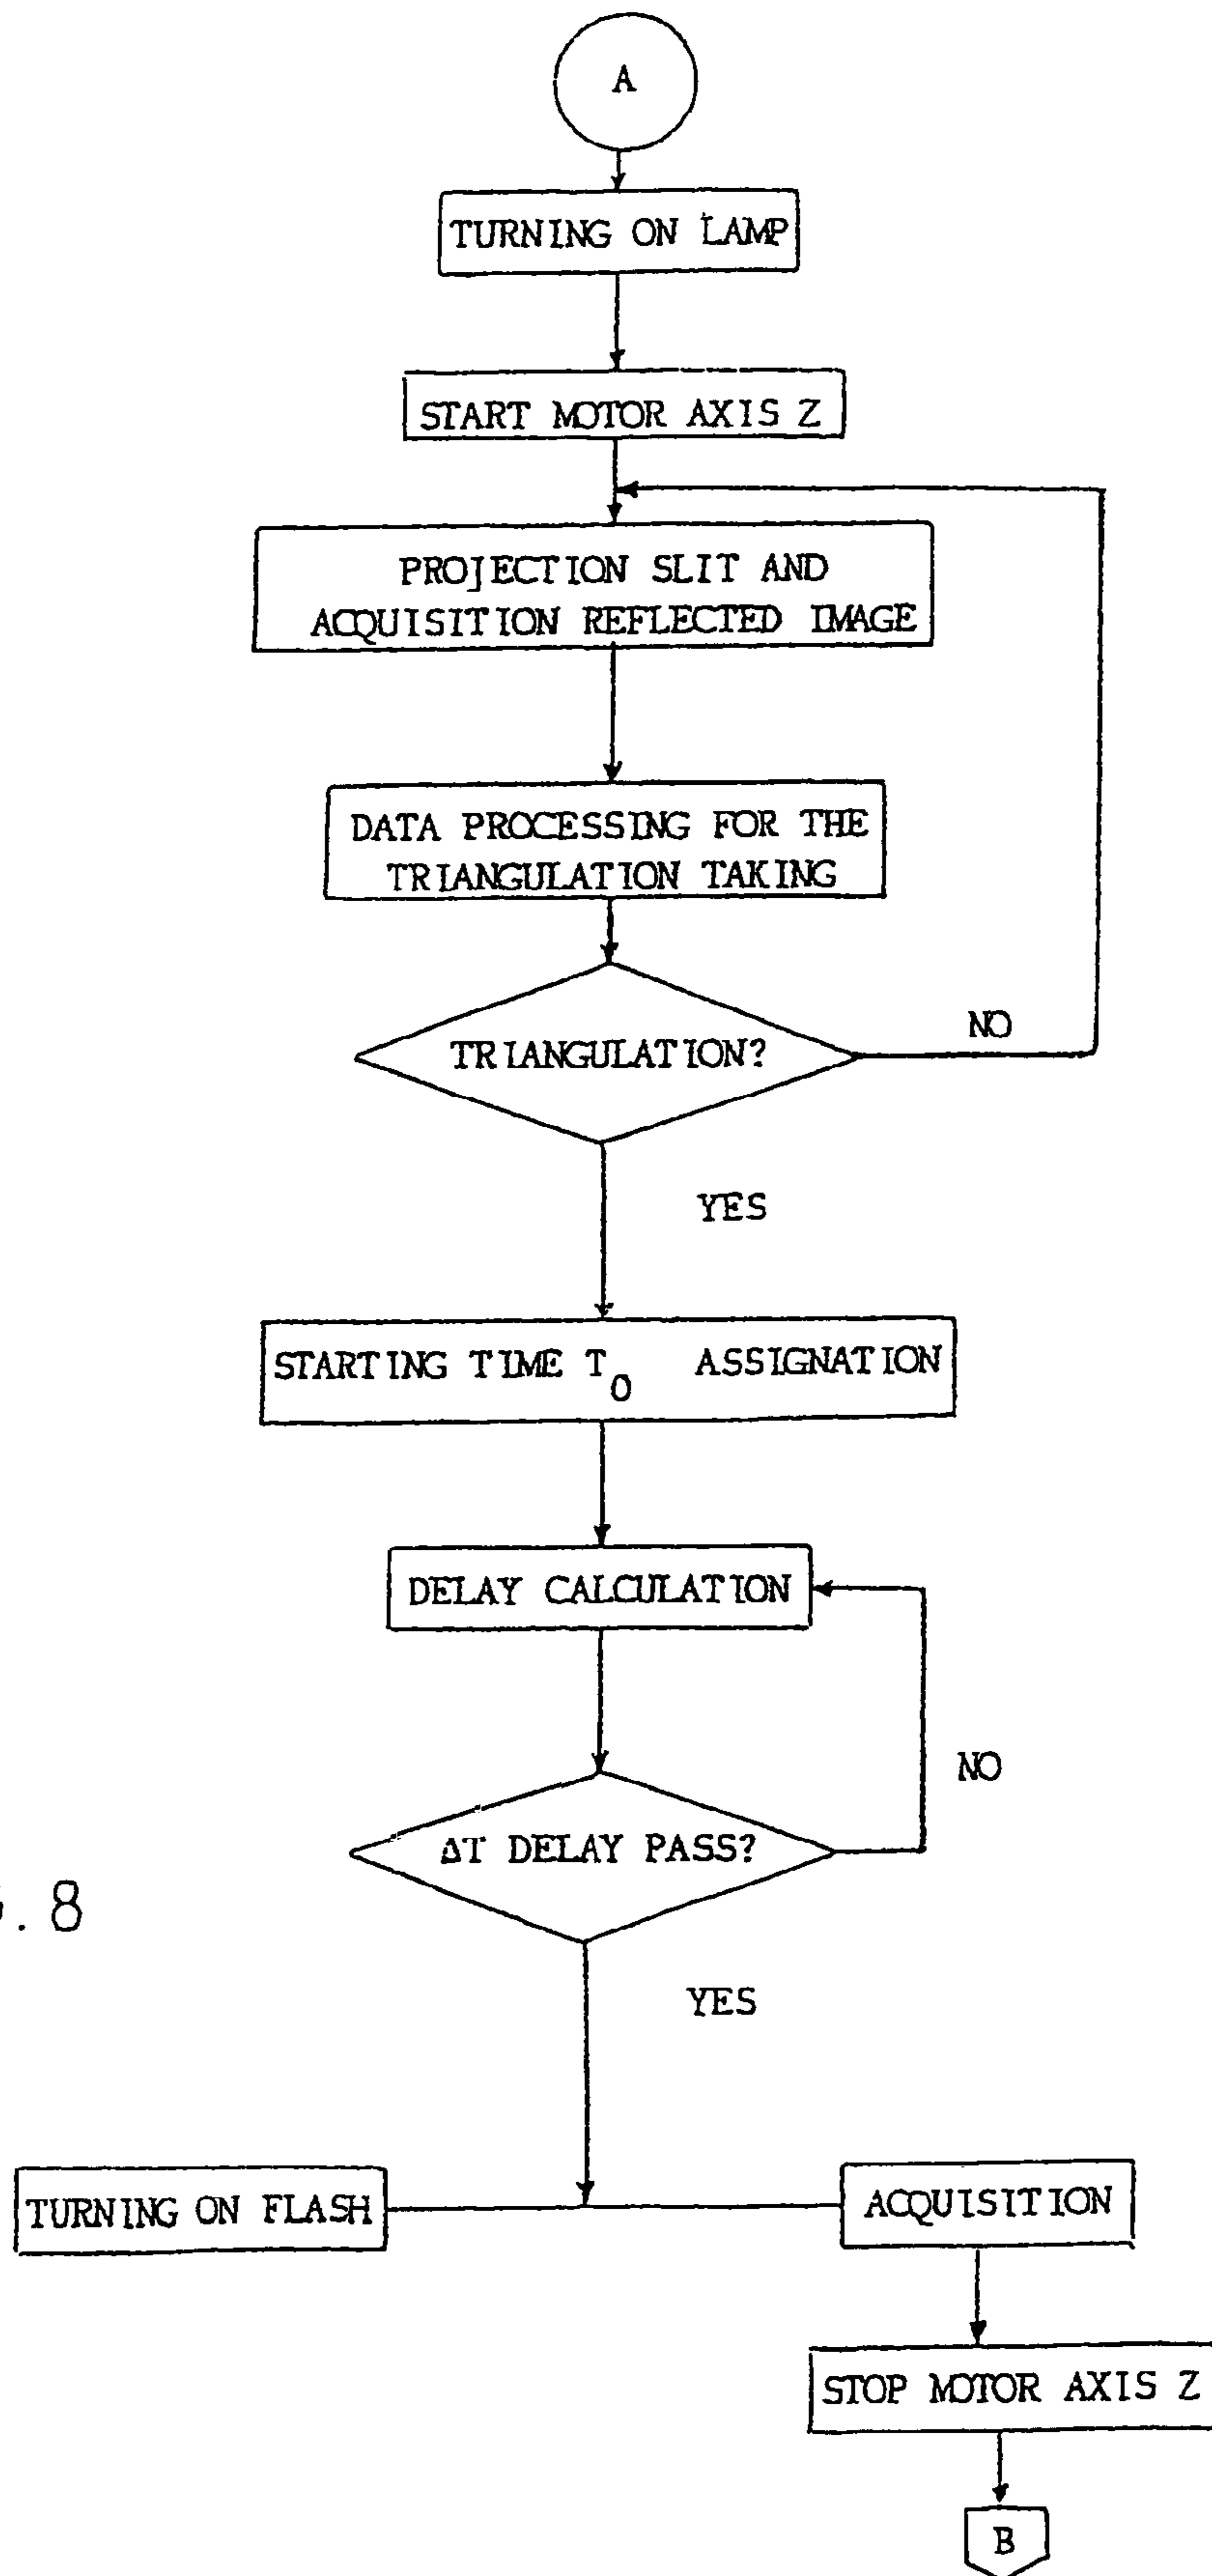 A
TURNING ON LAMP
START MOTOR AXIS Z
PROJECTION SLIT AND
ACQUISITION REFLECTED IMAGE
DATA PROCESSING FOR THE
TRIANGULATION TAKING
TRIANGULATION?
NO
YES
STARTING TIME T0 ASSIGNATION
DELAY CALCULATION
NO
ΔT DELAY PASS?
. 8
YES
TURNING ON FLASH
ACQUISITION
STOP MOTOR AXIS Z
B